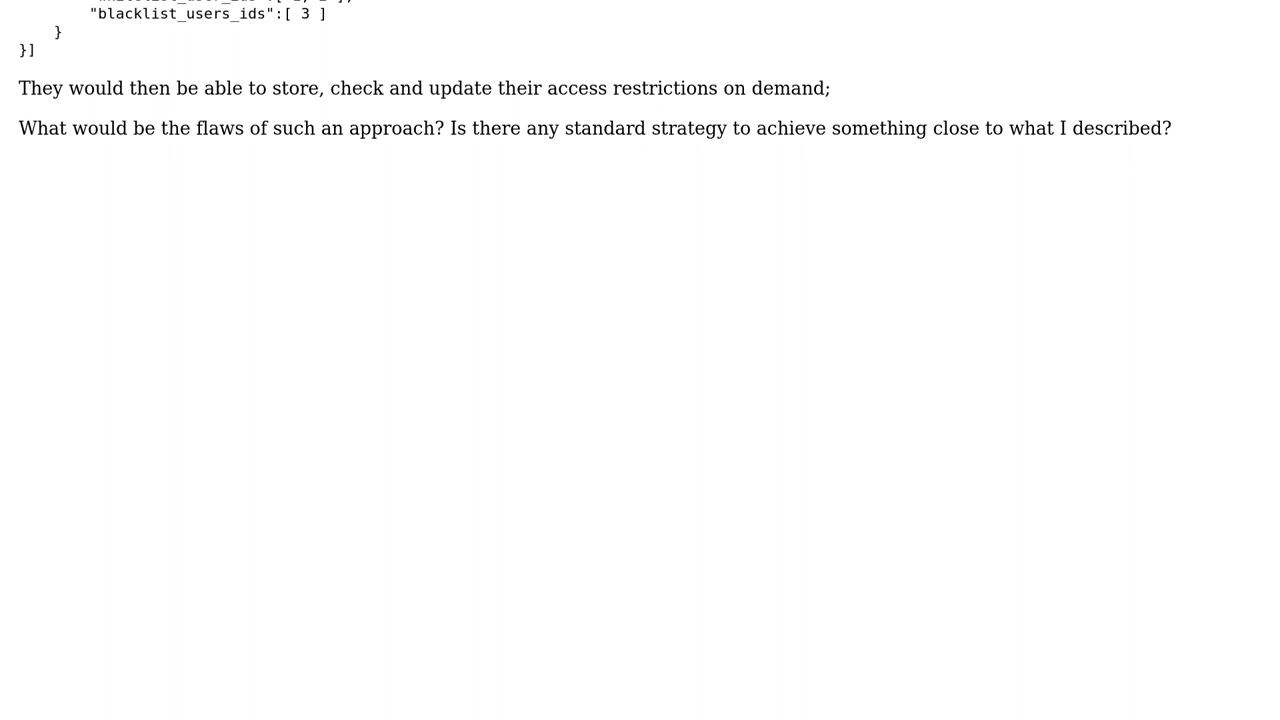 "blacklist_users_ids":[ 3 ]
}
}]
They would then be able to store, check and update their access restrictions on demand;
What would be the flaws of such an approach? Is there any standard strategy to achieve something close to what I described?